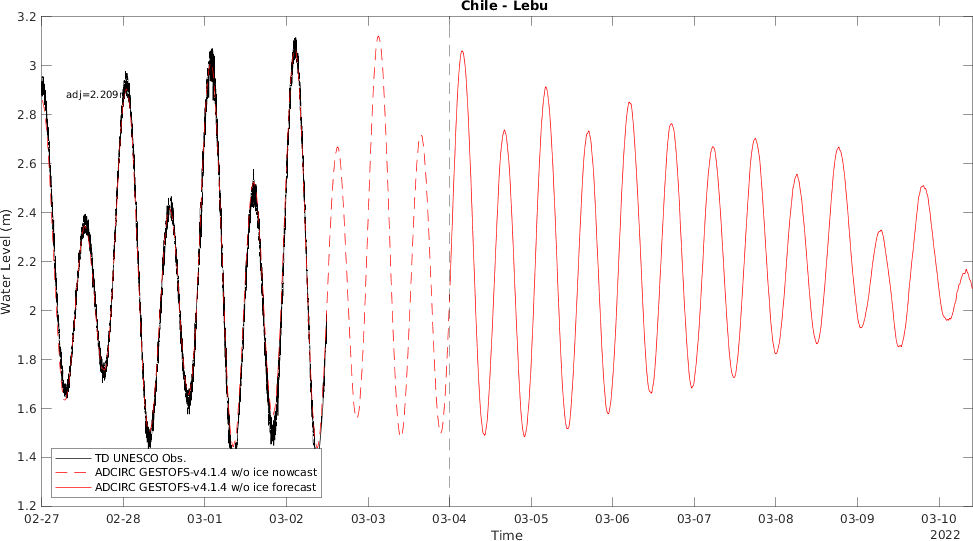 Chile - Lebu
3.2
3
2.8
2.6
2.4
2.2
2
1.8
1.6
1.4
1.2
Water Level (m)
adj=2.209m
TD UNESCO Obs.
ADCIRC GESTOFS-v4.1.4 w/o ice nowcast
ADCIRC GESTOFS-v4.1.4 w/o ice forecast
02-27 02-28 03-01 03-02 03-03 03-04 03-05 03-06 03-07 03-08 03-09 03-10
Time
2022